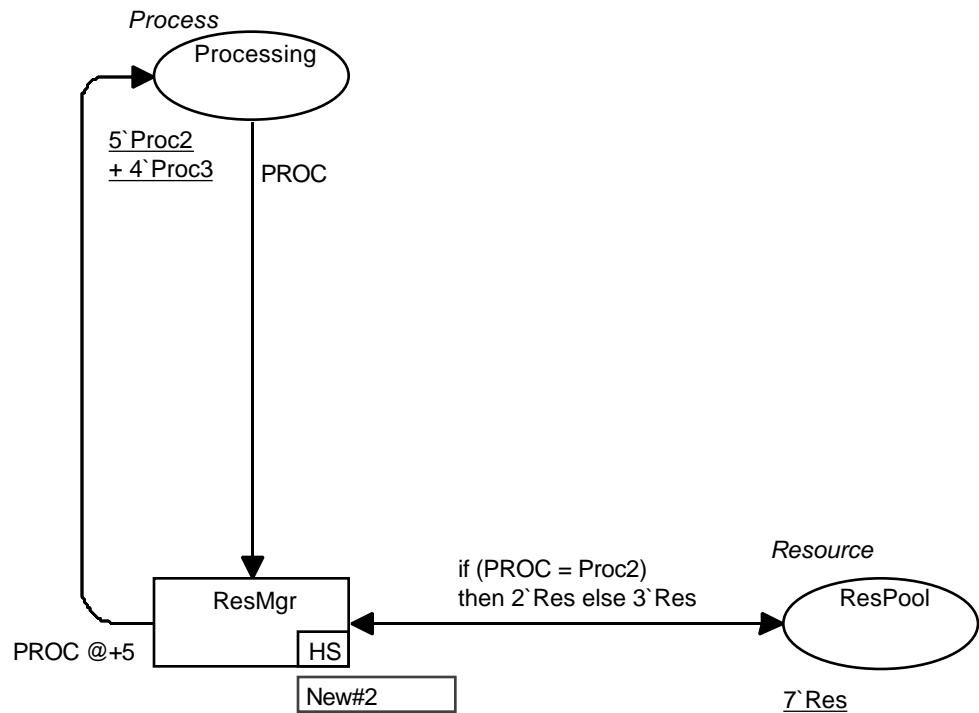 Process
Processing
5`Proc2
+ 4`Proc3
PROC
if (PROC = Proc2)
then 2`Res else 3`Res
Resource
ResMgr
ResPool
PROC @+5
HS
New#2
7`Res